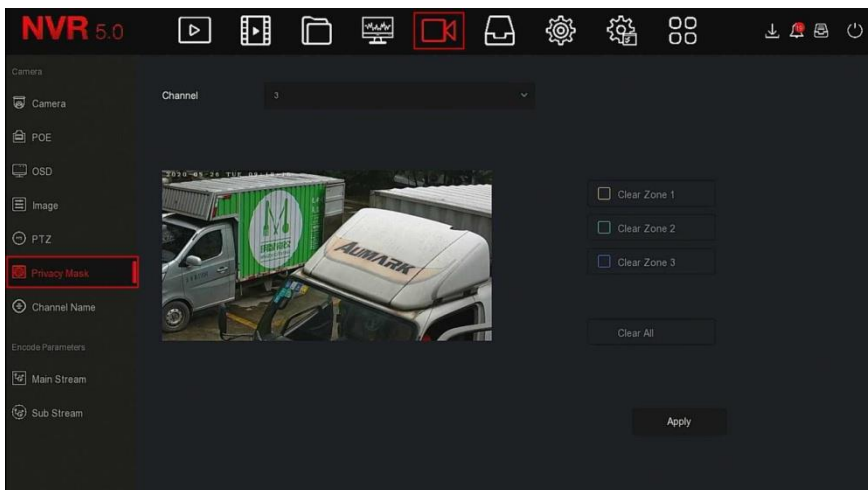 NVR 5.0
Camera
Channel
3
Camera
POE
OSD
Image
PTZ
Privacy Mask
Channel Name
Encode Parameters
Main Stream
Sub Stream
AUMARK
Clear Zone 1
Clear Zone 2
Clear Zone 3
Clear All
Apply